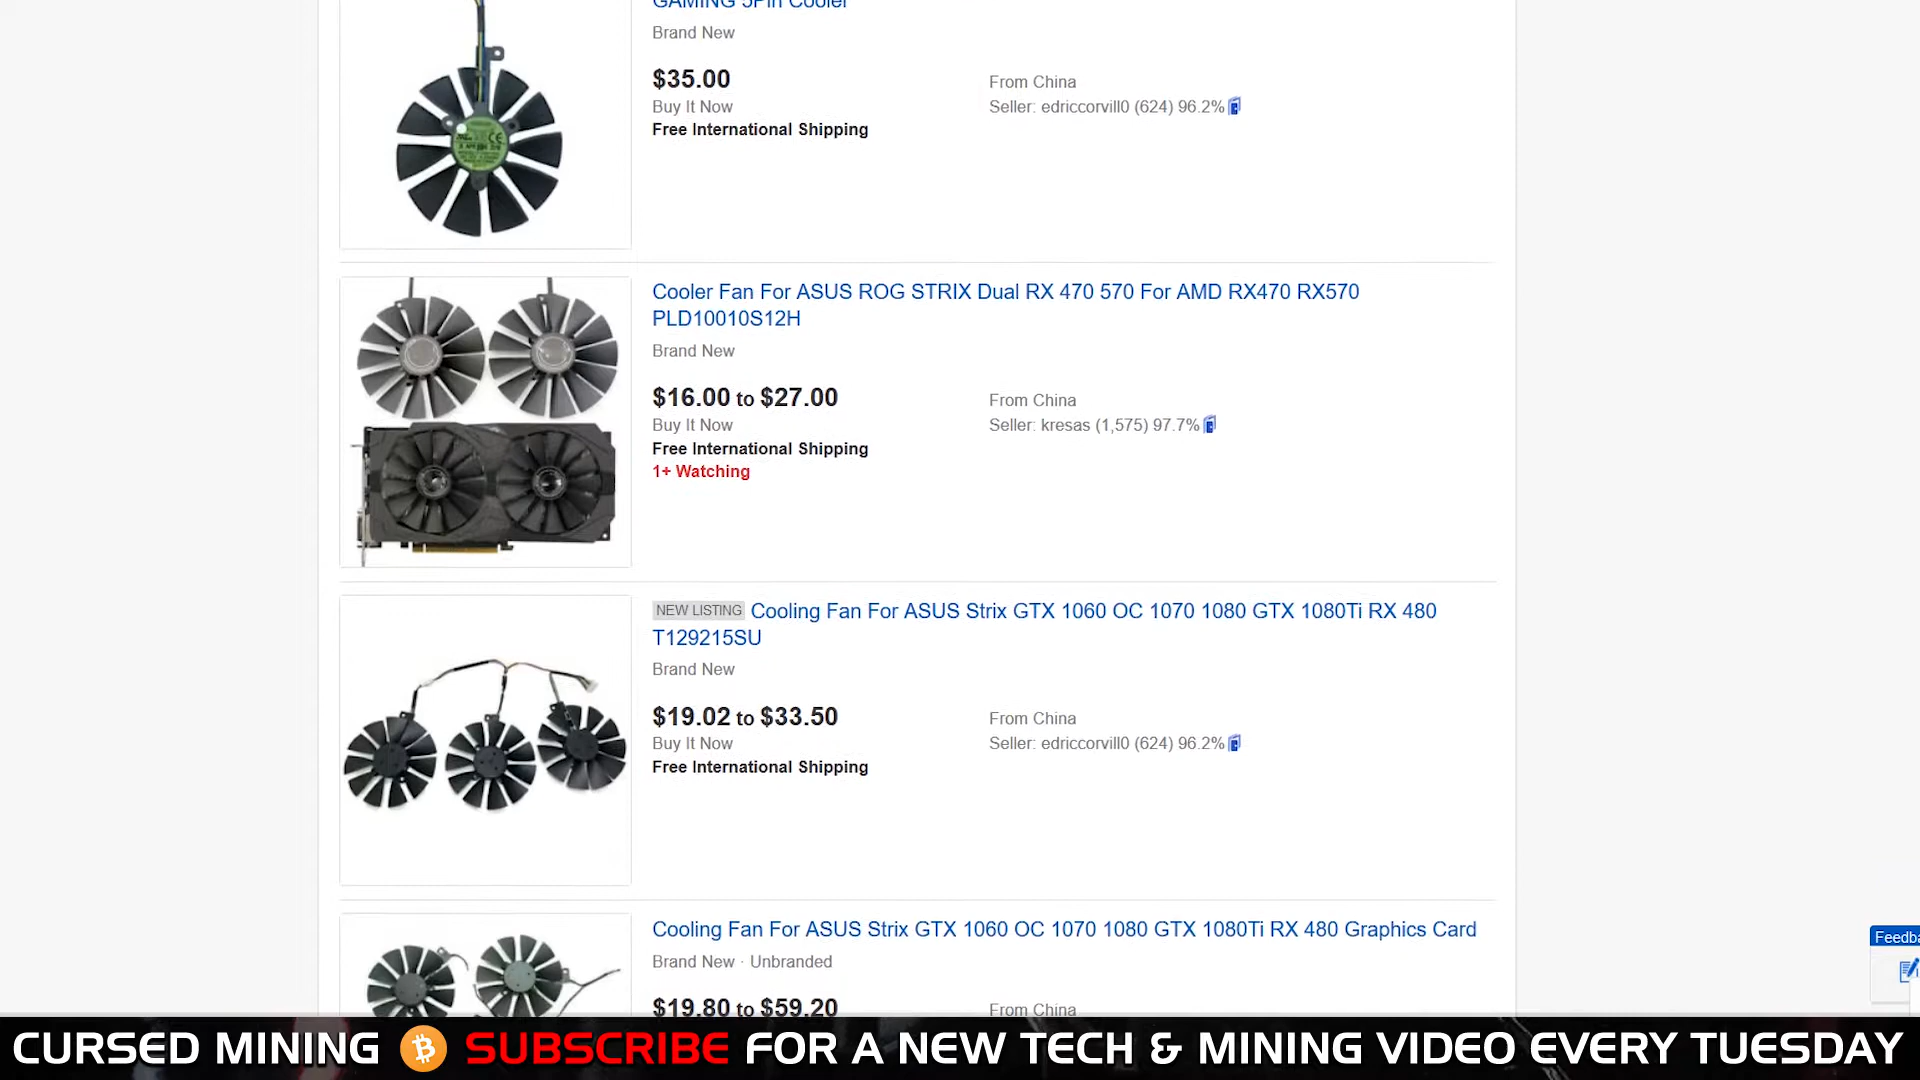 GAMING 5Pin Cooler
Brand New
$35.00
From China
Buy It Now
Seller: edriccorvill0 (624) 96.2%
Free International Shipping
Cooler Fan For ASUS ROG STRIX Dual RX 470 570 For AMD RX470 RX570
PLD10010S12H
Brand New
$16.00 to $27.00
From China
Buy It Now
Seller: kresas (1,575) 97.7%
Free International Shipping
1+ Watching
NEW LISTING Cooling Fan For ASUS Strix GTX 1060 OC 1070 1080 GTX 1080Ti RX 480
T129215SU
Brand New
$19.02 to $33.50
From China
Buy It Now
Seller: edriccorvill0 (624) 96.2%
Free International Shipping
Cooling Fan For ASUS Strix GTX 1060 OC 1070 1080 GTX 1080Ti RX 480 Graphics Card
Brand New · Unbranded
$19.80 to $59.20
From China
Feedba
CURSED MINING SUBSCRIBE FOR A NEW TECH & MINING VIDEO EVERY TUESDAY